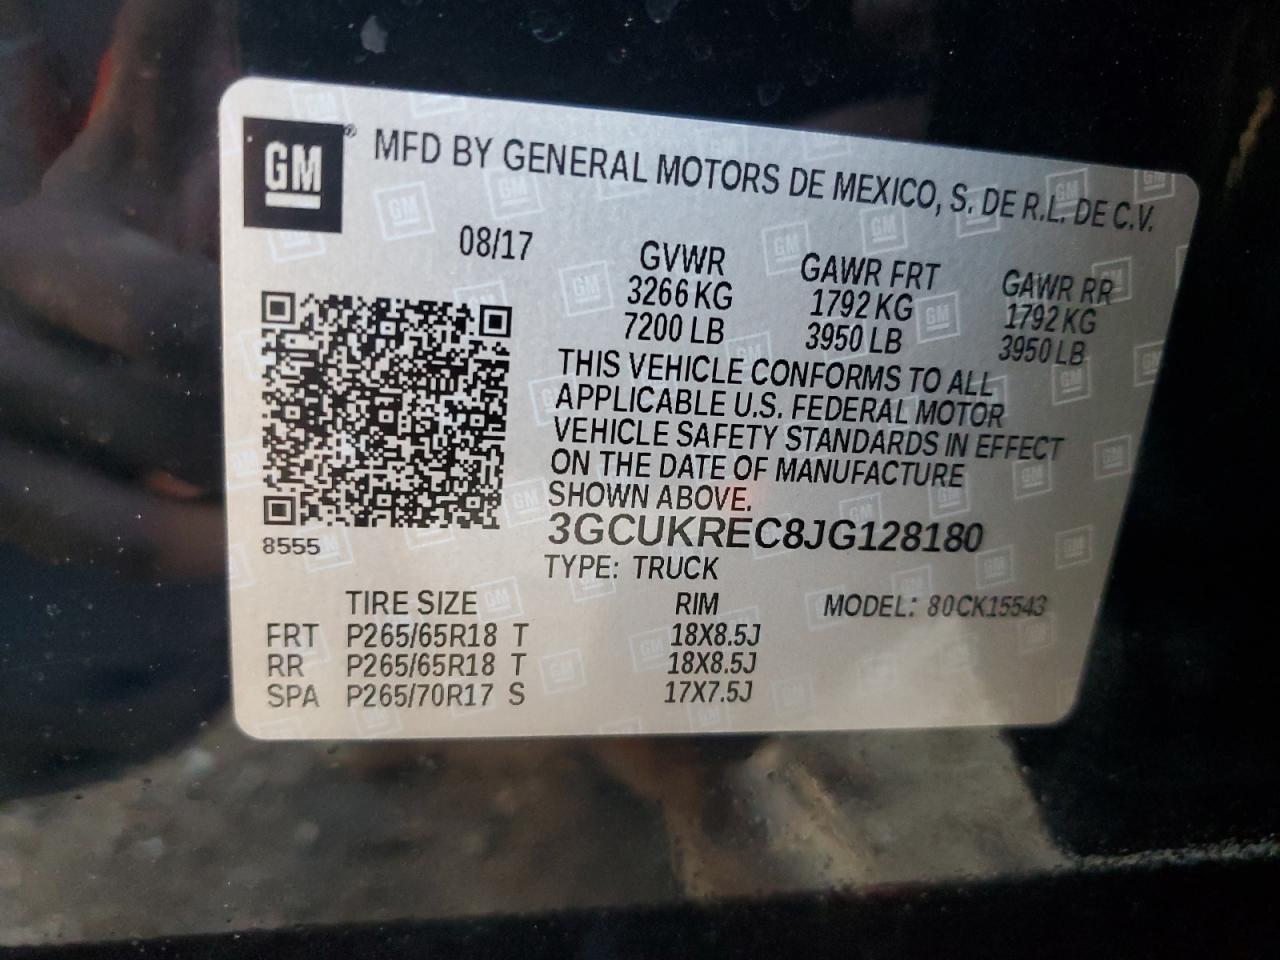 GM® MFD BY GENERAL MOTORS DE MEXICO, S. DE R.L. DE C.V.
08/17 GVWR GAWR FRT GAWR RR
3266 KG 1792 KG 1792 KG
7200 LB 3950 LB 3950 LB
THIS VEHICLE CONFORMS TO ALL
APPLICABLE U.S. FEDERAL MOTOR
VEHICLE SAFETY STANDARDS IN EFFECT
ON THE DATE OF MANUFACTURE
SHOWN ABOVE.
3GCUKREC8JG128180
8555
TYPE: TRUCK
TIRE SIZE RIM MODEL: 80CK15543
FRT P265/65R18 T 18X8.5J
RR P265/65R18 T 18X8.5J
SPA P265/70R17 S 17X7.5J